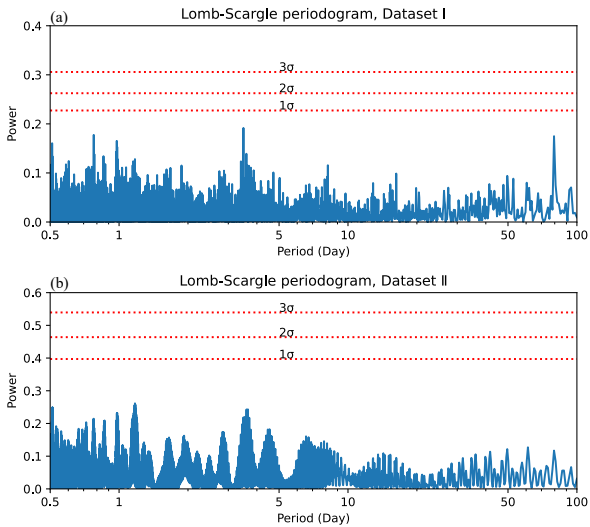 (a) Lomb-Scargle periodogram, Dataset Ⅰ
0.4
3σ
0.3
2σ
1σ
0.2
0.1
0.0
Power
0.5 1 5 10 50 100
Period (Day)
(b) Lomb-Scargle periodogram, Dataset Ⅱ
0.6
3σ
0.5
2σ
0.4
1σ
0.3
0.2
0.1
0.0
Power
0.5 1 5 10 50 100
Period (Day)